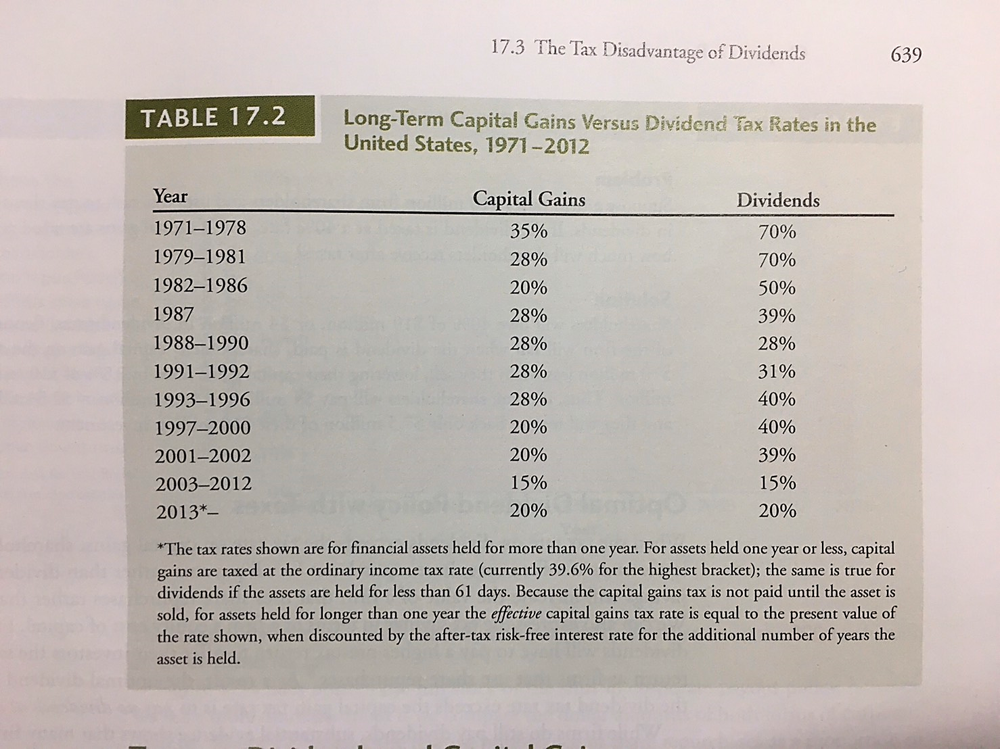 17.3 The Tax Disadvantage of Dividends 639
TABLE 17.2
Long-Term Capital Gains Versus Dividend Tax Rates in the
United States, 1971–2012
Year Capital Gains Dividends
1971–1978 35% 70%
1979–1981 28% 70%
1982–1986 20% 50%
1987 28% 39%
1988–1990 28% 28%
1991–1992 28% 31%
1993–1996 28% 40%
1997–2000 20% 40%
2001–2002 20% 39%
2003–2012 15% 15%
2013*– 20% 20%
*The tax rates shown are for financial assets held for more than one year. For assets held one year or less, capital
gains are taxed at the ordinary income tax rate (currently 39.6% for the highest bracket); the same is true for
dividends if the assets are held for less than 61 days. Because the capital gains tax is not paid until the asset is
sold, for assets held for longer than one year the effective capital gains tax rate is equal to the present value of
the rate shown, when discounted by the after-tax risk-free interest rate for the additional number of years the
asset is held.